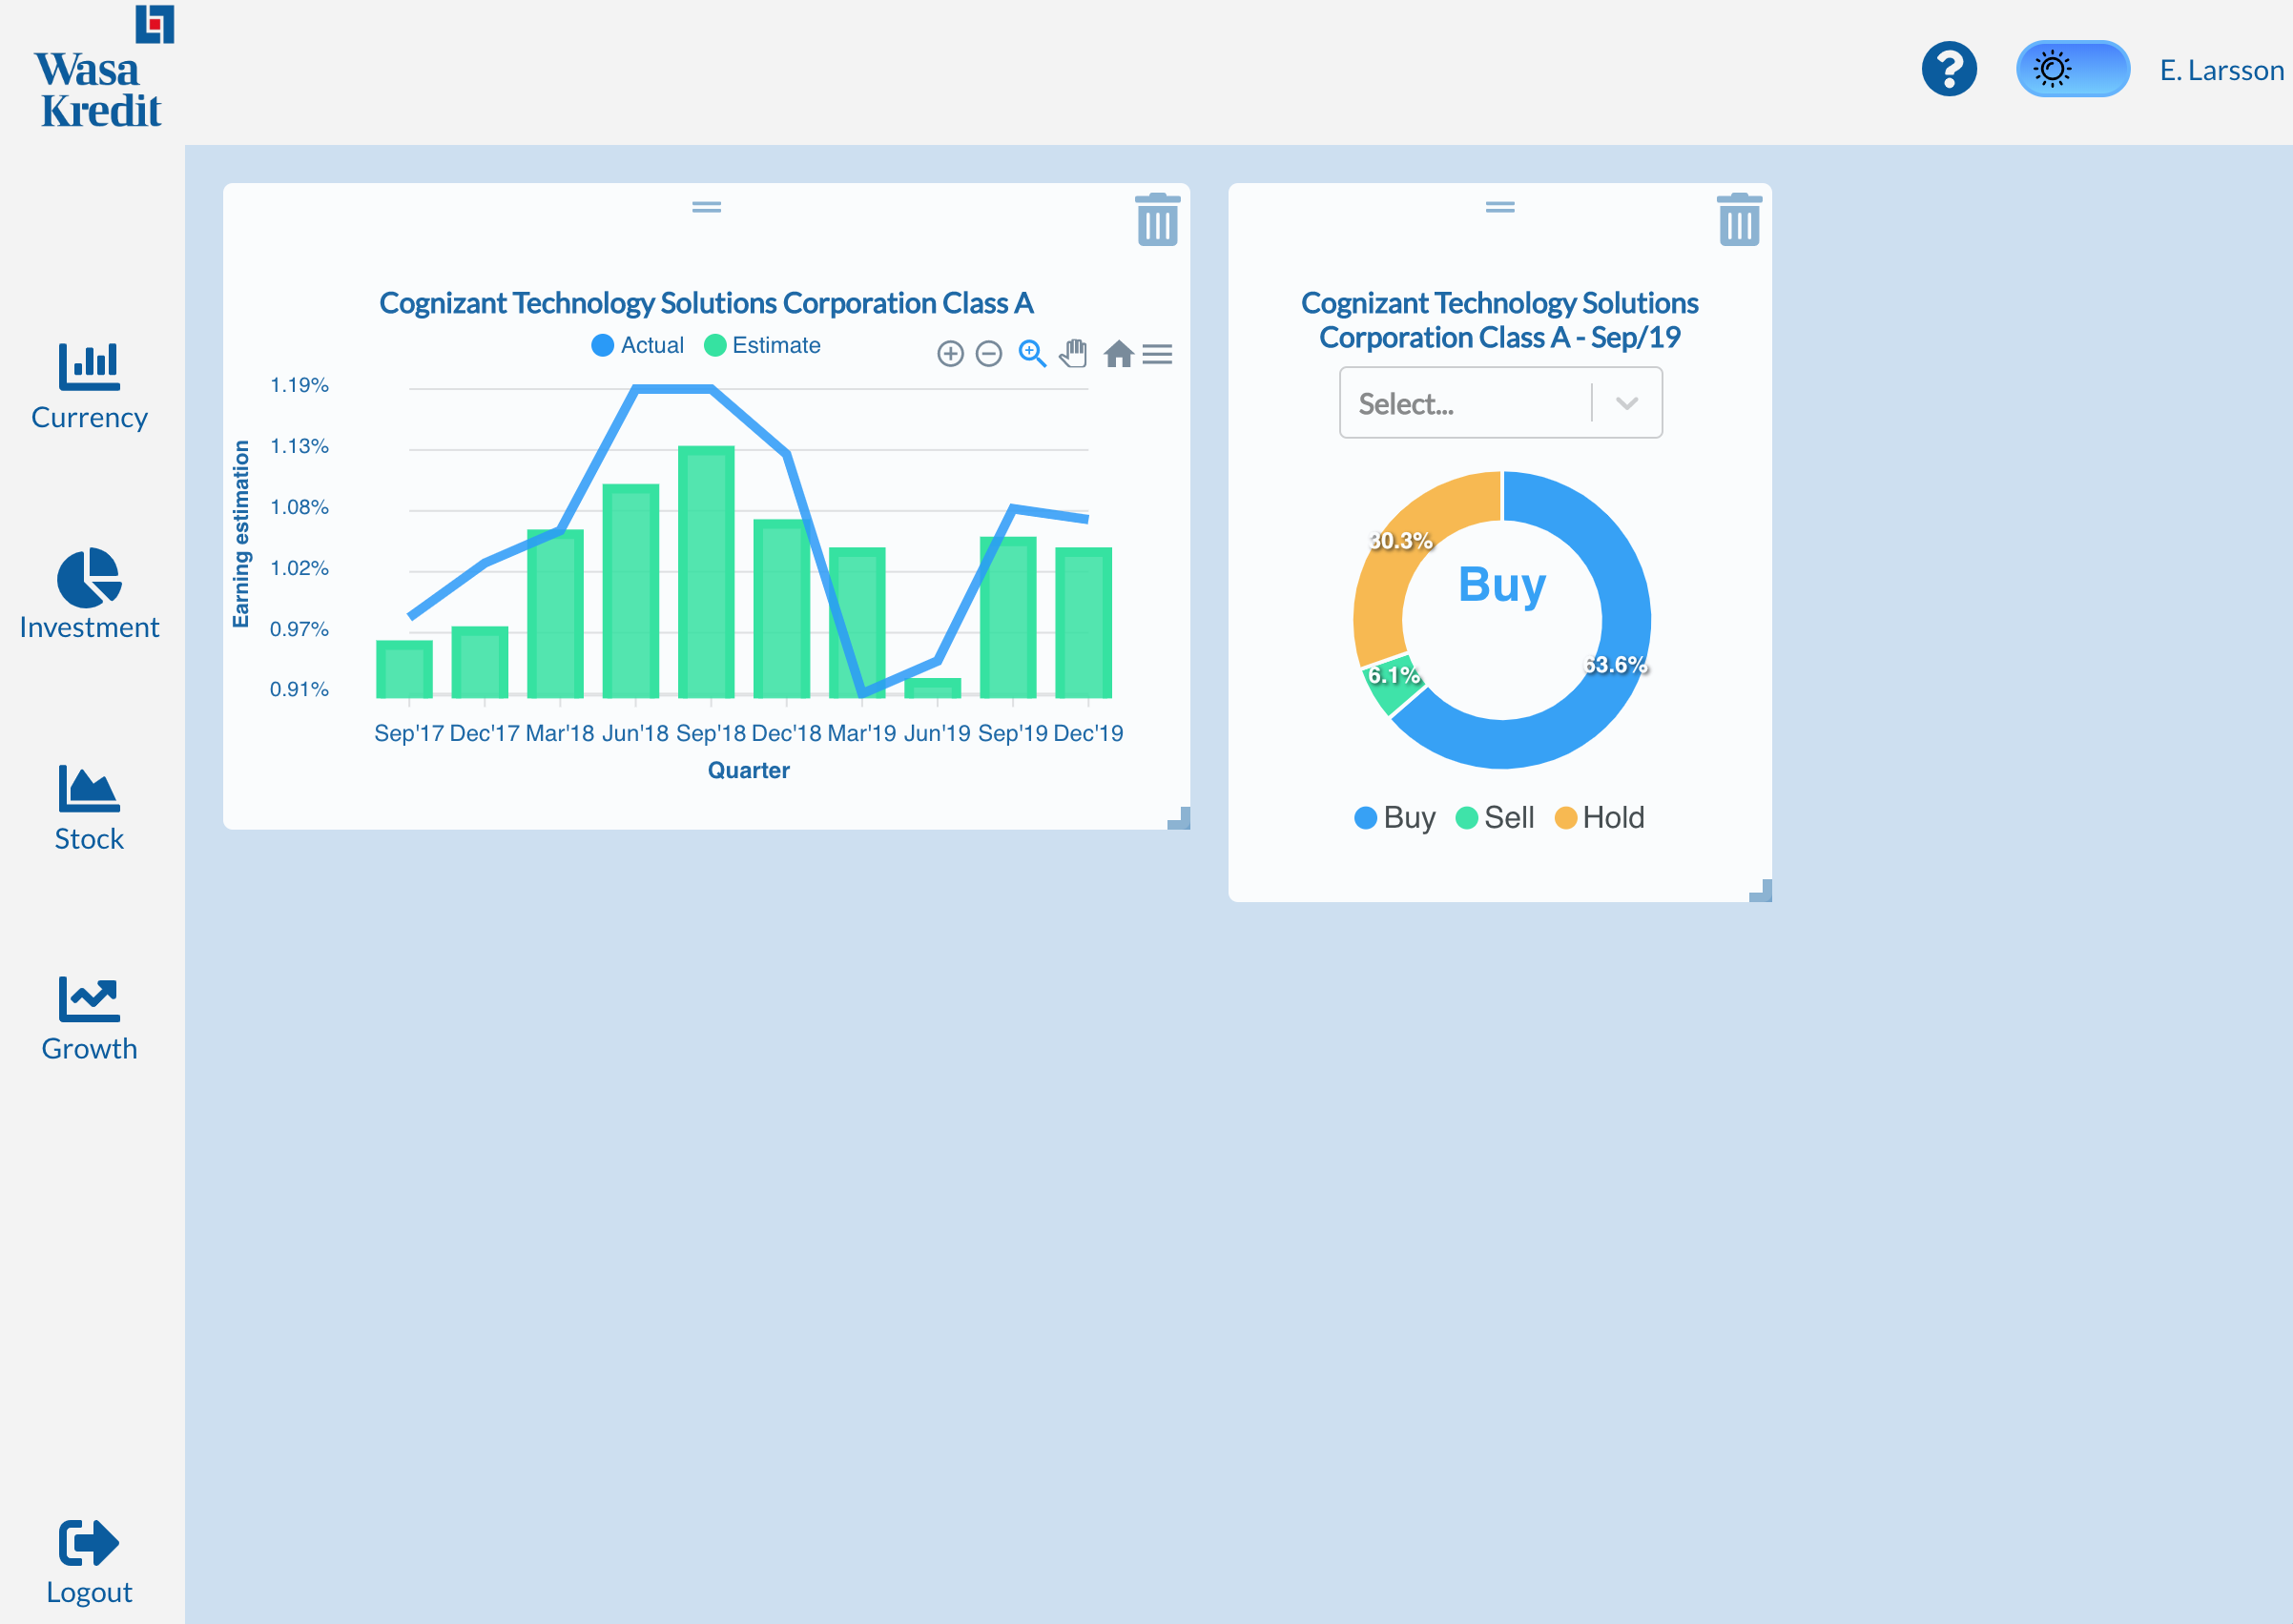 Wasa
Kredit
E. Larsson
Currency
Investment
Stock
Growth
Logout
Cognizant Technology Solutions Corporation Class A
Actual Estimate
Earning estimation
1.19%
1.13%
1.08%
1.02%
0.97%
0.91%
Sep'17 Dec'17 Mar'18 Jun'18 Sep'18 Dec'18 Mar'19 Jun'19 Sep'19 Dec'19
Quarter
Cognizant Technology Solutions
Corporation Class A - Sep/19
Select...
30.3%
Buy
63.6%
6.1%
Buy Sell Hold